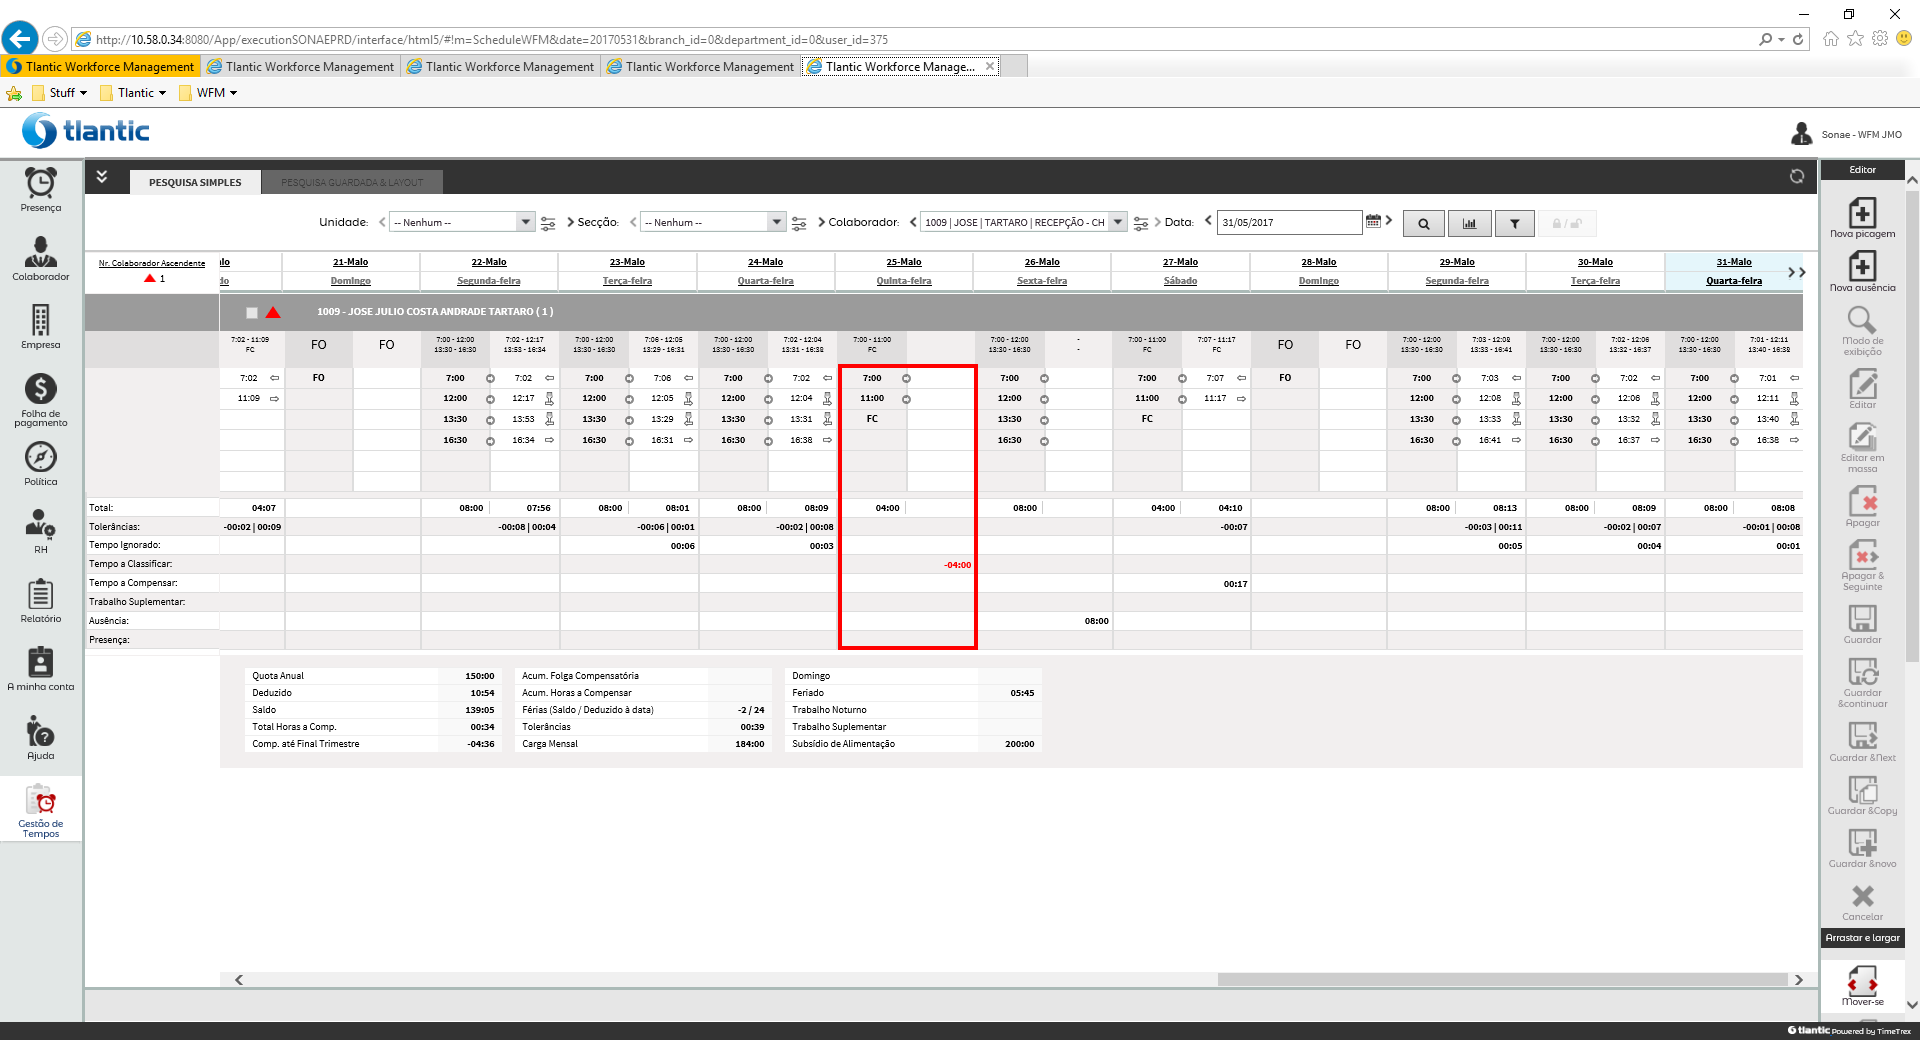 http://10.58.0.34:8080/App/executionSONAEPRD/interface/html5/#!m=ScheduleWFM&date=20170531&branch_id=0&department_id=0&user_id=375
Tlantic Workforce Management Tlantic Workforce Management Tlantic Workforce Management Tlantic Workforce Management Tlantic Workforce Manage...
Stuff Tlantic WFM
tlantic
Sonae - WFM JMO
Presença
Colaborador
Empresa
Folha de
pagamento
Política
RH
Relatório
A minha conta
Ajuda
Gestão de
Tempos
PESQUISA SIMPLES PESQUISA GUARDADA & LAYOUT
Unidade: -- Nenhum -- Secção: -- Nenhum -- Colaborador: 1009 | JOSE | TARTARO | RECEPÇÃO - CH Data: 31/05/2017
Nr. Colaborador Ascendente
1
lo 21-Maio 22-Maio 23-Maio 24-Maio 25-Maio 26-Maio 27-Maio 28-Maio 29-Maio 30-Maio 31-Maio
do Domingo Segunda-feira Terça-feira Quarta-feira Quinta-feira Sexta-feira Sábado Domingo Segunda-feira Terça-feira Quarta-feira
1009 - JOSE JULIO COSTA ANDRADE TARTARO ( 1 )
7:02 - 11:09 FO FO 7:00 - 12:00 7:02 - 12:17 7:00 - 12:00 7:06 - 12:05 7:00 - 12:00 7:02 - 12:04 7:00 - 11:00 7:00 - 12:00 - 7:00 - 11:00 7:07 - 11:17 FO FO 7:00 - 12:00 7:03 - 12:08 7:00 - 12:00 7:02 - 12:06 7:00 - 12:00 7:01 - 12:11
FC 13:30 - 16:30 13:53 - 16:34 13:30 - 16:30 13:29 - 16:31 13:30 - 16:30 13:31 - 16:38 FC 13:30 - 16:30 - FC FC 13:30 - 16:30 13:33 - 16:41 13:30 - 16:30 13:32 - 16:37 13:30 - 16:30 13:40 - 16:38
7:02 FO 7:00 7:02 7:00 7:06 7:00 7:02 7:00 7:00 7:00 7:07 FO 7:00 7:03 7:00 7:02 7:00 7:01
11:09 12:00 12:17 12:00 12:05 12:00 12:04 11:00 12:00 11:00 11:17 12:00 12:08 12:00 12:06 12:00 12:11
13:30 13:53 13:30 13:29 13:30 13:31 FC 13:30 FC 13:30 13:33 13:30 13:32 13:30 13:40
16:30 16:34 16:30 16:31 16:30 16:38 16:30 16:30 16:41 16:30 16:37 16:30 16:38
Total: 04:07 08:00 07:56 08:00 08:01 08:00 08:09 04:00 08:00 04:00 04:10 08:00 08:13 08:00 08:09 08:00 08:08
Tolerâncias: -00:02 | 00:09 -00:08 | 00:04 -00:06 | 00:01 -00:02 | 00:08 -00:07 -00:03 | 00:11 -00:02 | 00:07 -00:01 | 00:08
Tempo Ignorado: 00:06 00:03 00:05 00:04 00:01
Tempo a Classificar: -04:00
Tempo a Compensar: 00:17
Trabalho Suplementar:
Ausência: 08:00
Presença:
Quota Anual 150:00 Acum. Folga Compensatória Domingo
Deduzido 10:54 Acum. Horas a Compensar Feriado 05:45
Saldo 139:05 Férias (Saldo / Deduzido à data) -2 / 24 Trabalho Noturno
Total Horas a Comp. 00:34 Tolerâncias 00:39 Trabalho Suplementar
Comp. até Final Trimestre -04:36 Carga Mensal 184:00 Subsídio de Alimentação 200:00
Editor
Nova picagem
Nova ausência
Modo de
exibição
Editar
Editar em
massa
Apagar
Apagar &
Seguinte
Guardar
Guardar
&continuar
Guardar &Next
Guardar &Copy
Guardar &novo
Cancelar
Arrastar e largar
Mover-se
tlantic Powered by TimeTrex